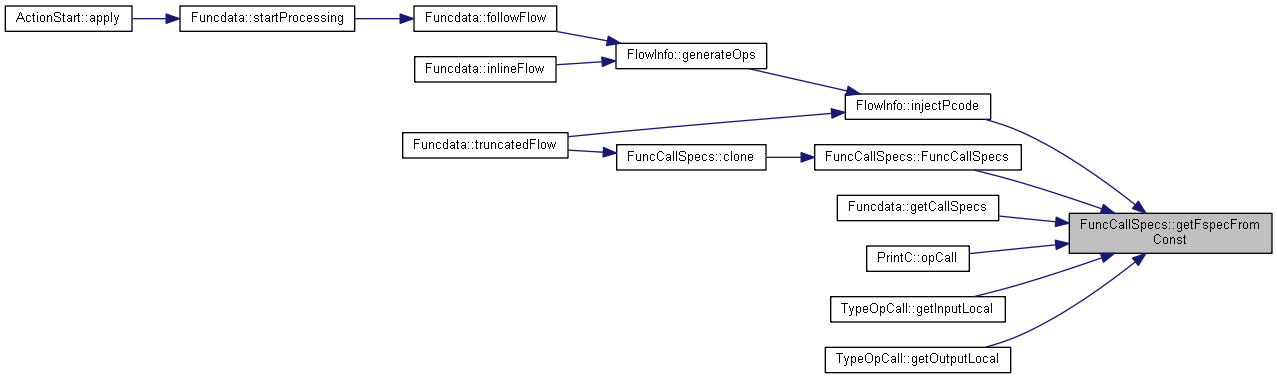 ActionStart::apply
Funcdata::startProcessing
Funcdata::followFlow
FlowInfo::generateOps
Funcdata::inlineFlow
FlowInfo::injectPcode
Funcdata::truncatedFlow
FuncCallSpecs::clone
FuncCallSpecs::FuncCallSpecs
Funcdata::getCallSpecs
FuncCallSpecs::getFspecFrom
Const
PrintC::opCall
TypeOpCall::getInputLocal
TypeOpCall::getOutputLocal